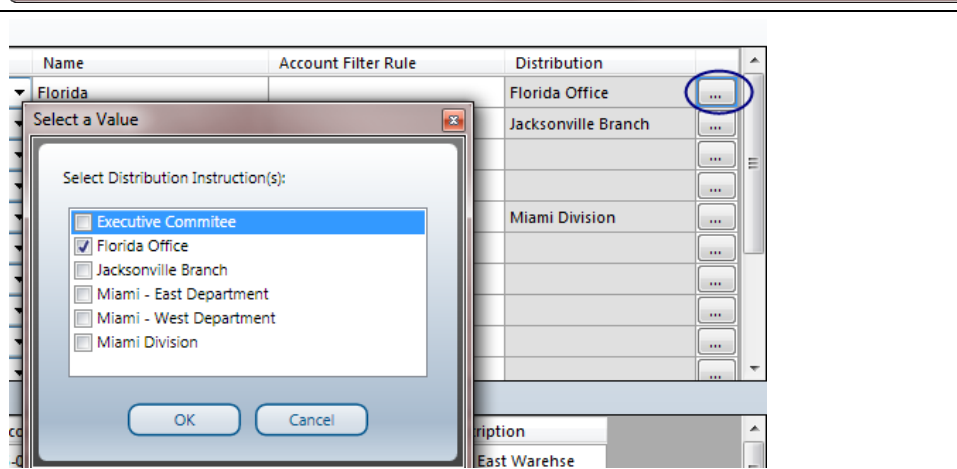 Name Account Filter Rule Distribution
Florida Florida Office ...
Select a Value Jacksonville Branch ...
...
Select Distribution Instruction(s):
...
Executive Commitee Miami Division ...
Florida Office ...
Jacksonville Branch ...
Miami - East Department
Miami - West Department ...
Miami Division ...
...
OK Cancel
ription
East Warehse